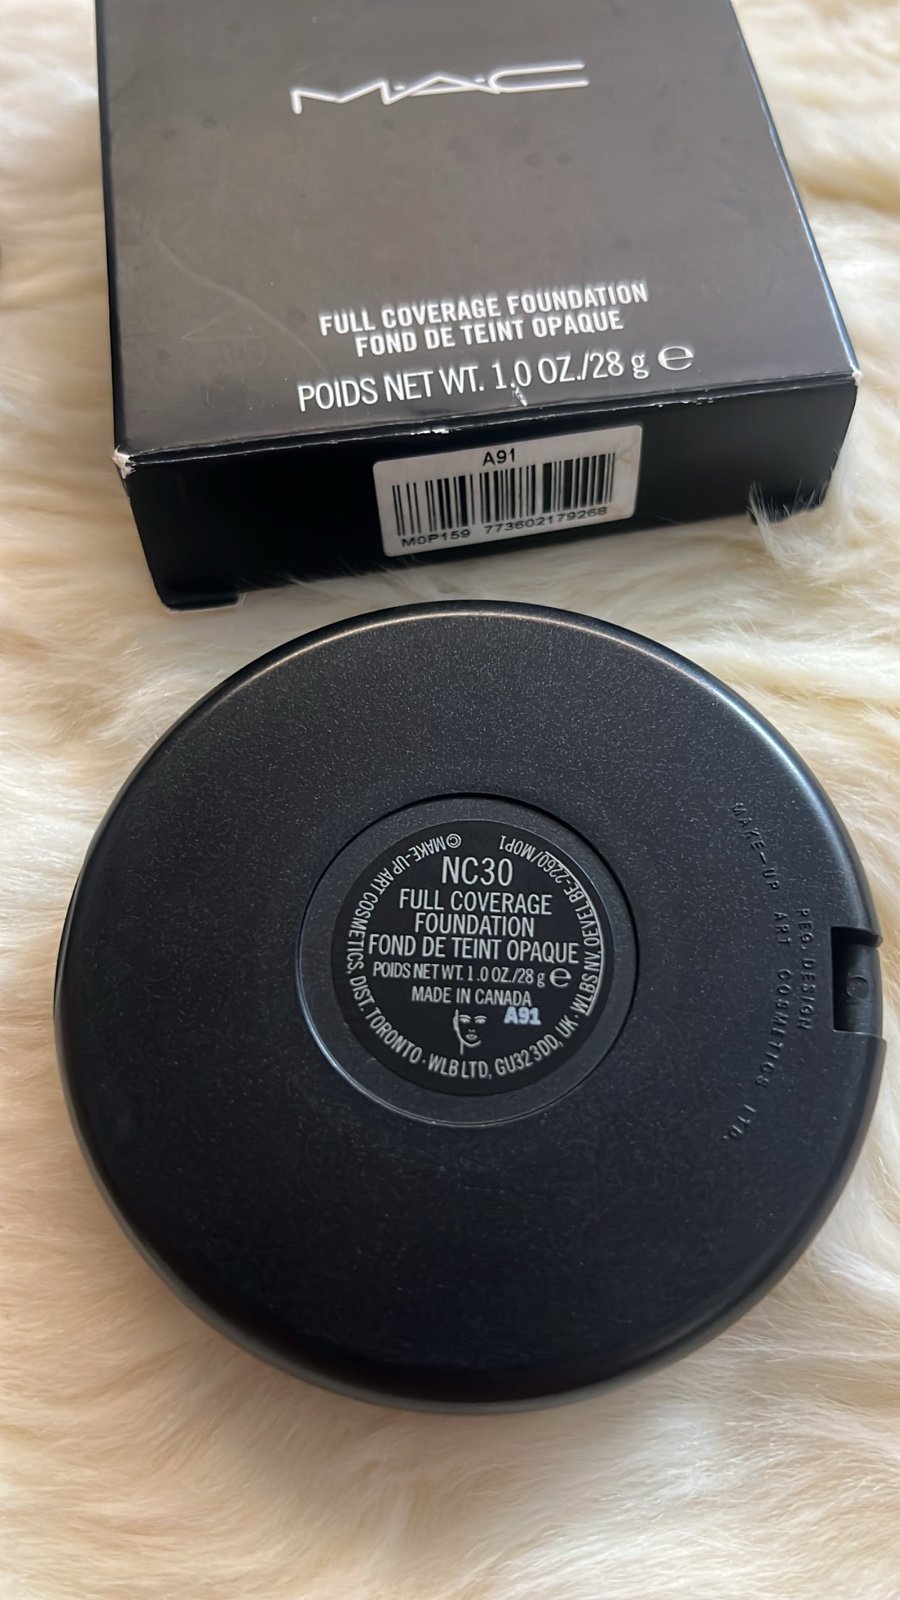 M·A·C
FULL COVERAGE FOUNDATION
FOND DE TEINT OPAQUE
POIDS NET WT. 1.0 OZ./28 g ℮
A91
M0P159 773602179268
NC30
FULL COVERAGE
FOUNDATION
FOND DE TEINT OPAQUE
POIDS NET WT. 1.0 OZ./28 g ℮
MADE IN CANADA
A91
© MAKE-UP ART COSMETICS, DIST. TORONTO · WLB LTD, GU32 3DD, UK · WLBS NV, OEVEL BE-2260/M0P1
REG. DESIGN
MAKE-UP ART COSMETICS LTD.